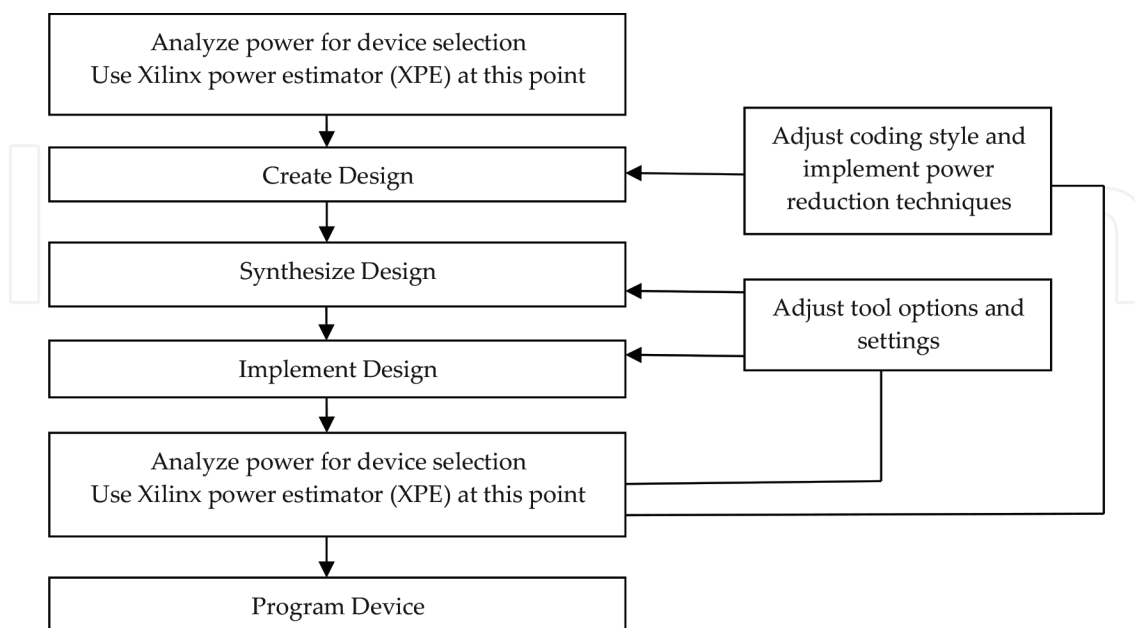 Analyze power for device selection
Use Xilinx power estimator (XPE) at this point
Create Design
Adjust coding style and
implement power
reduction techniques
Synthesize Design
Adjust tool options and
settings
Implement Design
Analyze power for device selection
Use Xilinx power estimator (XPE) at this point
Program Device